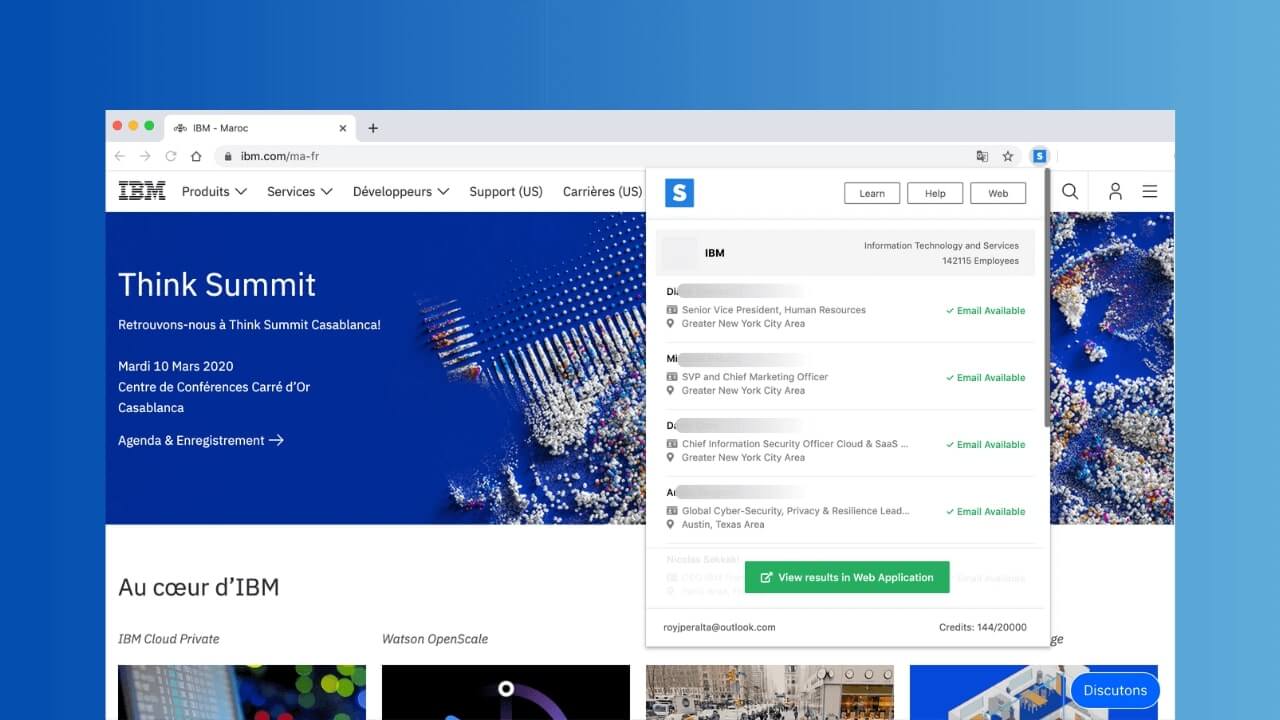 IBM - Maroc
ibm.com/ma-fr
S
IBM
Produits
Services
Développeurs
Support (US)
Carrières (US)
Think Summit
Retrouvons-nous à Think Summit Casablanca!
Mardi 10 Mars 2020
Centre de Conférences Carré d’Or
Casablanca
Agenda & Enregistrement
S
Learn
Help
Web
IBM
Information Technology and Services
142115 Employees
Di
Senior Vice President, Human Resources
Greater New York City Area
Email Available
Mi
SVP and Chief Marketing Officer
Greater New York City Area
Email Available
Da
Chief Information Security Officer Cloud & SaaS ...
Greater New York City Area
Email Available
Global Cyber-Security, Privacy & Resilience Lead...
Austin, Texas Area
Email Available
Nicolas Sekkaki
CEO IBM
Email Available
View results in Web Application
royjperalta@outlook.com
Credits: 144/20000
Au cœur d’IBM
IBM Cloud Private
Watson OpenScale
ge
Discutons